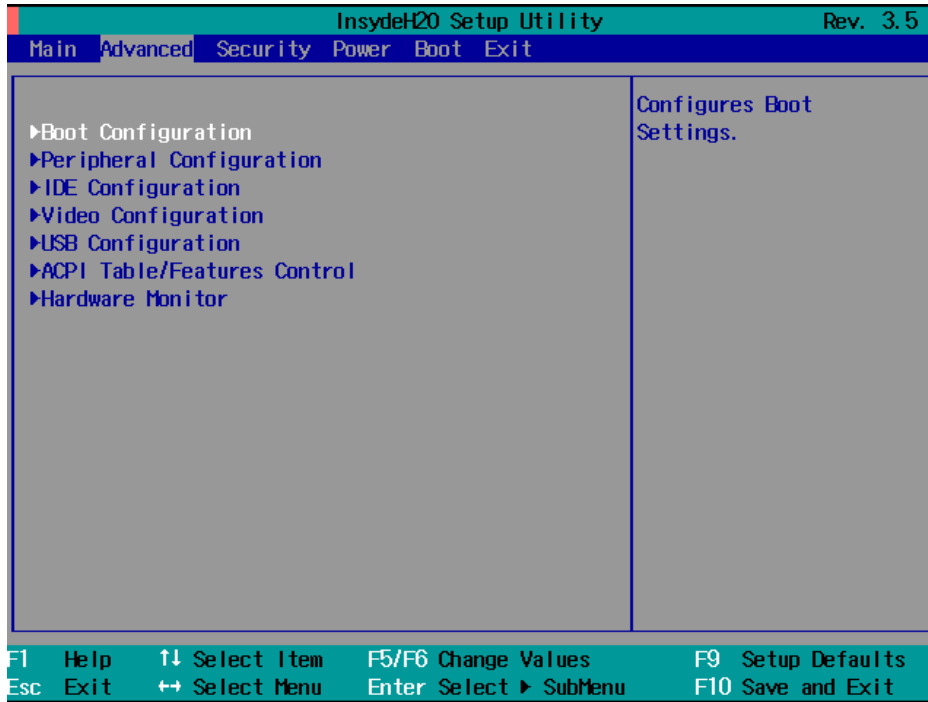 InsydeH2O Setup Utility Rev. 3.5
Main Advanced Security Power Boot Exit
▶Boot Configuration
▶Peripheral Configuration
▶IDE Configuration
▶Video Configuration
▶USB Configuration
▶ACPI Table/Features Control
▶Hardware Monitor
Configures Boot
Settings.
F1 Help ↑↓ Select Item F5/F6 Change Values F9 Setup Defaults
Esc Exit ↔ Select Menu Enter Select ▶ SubMenu F10 Save and Exit